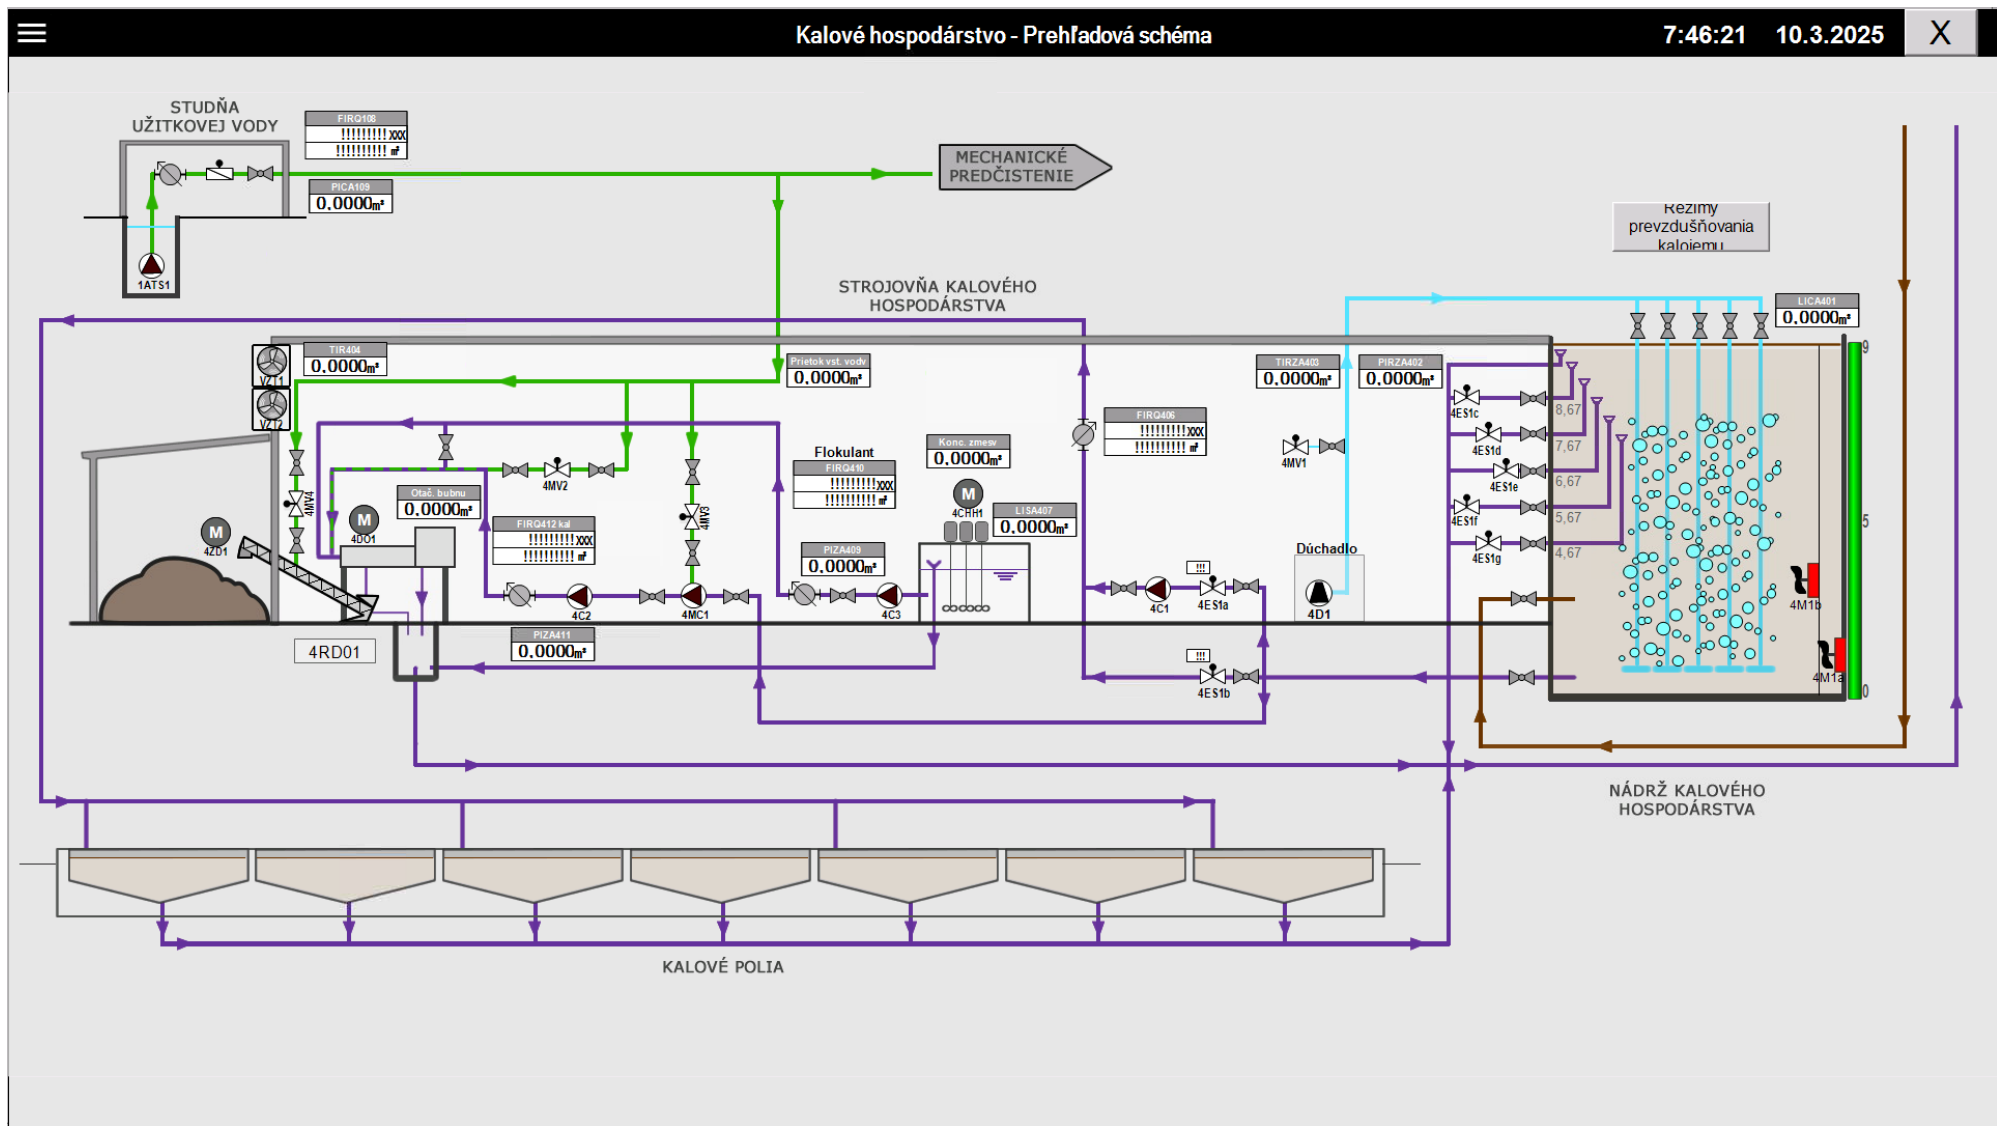 Kalové hospodárstvo - Prehľadová schéma
7:46:21 10.3.2025
X
STUDŇA
UŽITKOVEJ VODY
FIRQ108
!!!!!!!!! xxx
!!!!!!!!!! m³
PICA109
0,0000m³
1ATS1
MECHANICKÉ
PREDČISTENIE
Režimy
prevzdušňovania
kalojemu
STROJOVŇA KALOVÉHO
HOSPODÁRSTVA
LICA401
0,0000m³
VZT1
VZT2
TIR404
0,0000m³
Prietok vst. vody
0,0000m³
TIRZA403
0,0000m³
PIRZA402
0,0000m³
9
5
0
4ES1c
8,67
4ES1d
7,67
4ES1e
6,67
4ES1f
5,67
4ES1g
4,67
FIRQ406
!!!!!!!!! xxx
!!!!!!!!!! m³
4MV1
Flokulant
FIRQ410
!!!!!!!!! xxx
!!!!!!!!!! m³
Konc. zmesv
0,0000m³
M
4CHH1
LISA407
0,0000m³
4MV2
4MV4
4MV3
Otač. bubnu
0,0000m³
M
4DO1
M
4ZD1
FIRQ412 kal
!!!!!!!!! xxx
!!!!!!!!!! m³
PIZA409
0,0000m³
4C2
4MC1
4C3
PIZA411
0,0000m³
4RD01
!!!
4C1
4ES1a
!!!
4ES1b
Dúchadlo
4D1
4M1b
4M1a
NÁDRŽ KALOVÉHO
HOSPODÁRSTVA
KALOVÉ POLIA